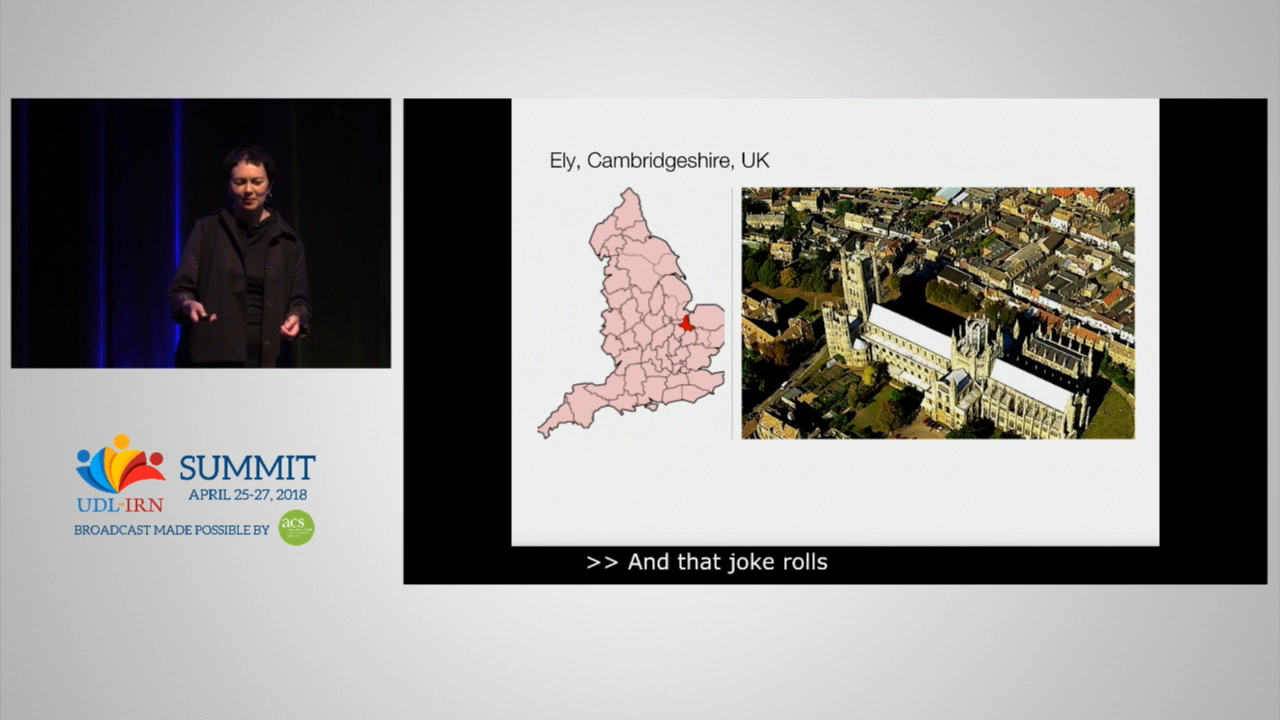 Ely, Cambridgeshire, UK
SUMMIT
APRIL 25-27, 2018
UDL-IRN
BROADCAST MADE POSSIBLE BY
acs
>> And that joke rolls